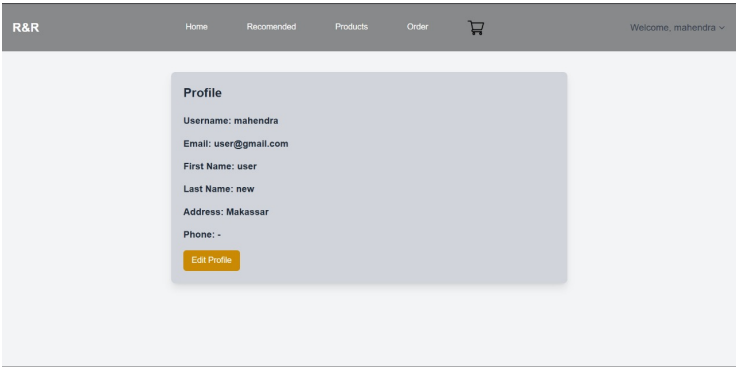 R&R
Home Recomended Products Order
Welcome, mahendra
Profile
Username: mahendra
Email: user@gmail.com
First Name: user
Last Name: new
Address: Makassar
Phone: -
Edit Profile